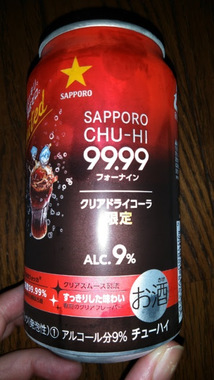 SAPPORO
SAPPORO
CHU-HI
99.99
フォーナイン
クリアドライコーラ
限定
ALC.9%
クリアスムース
すっきりした味わい
お酒
アルコール分9% チューハイ